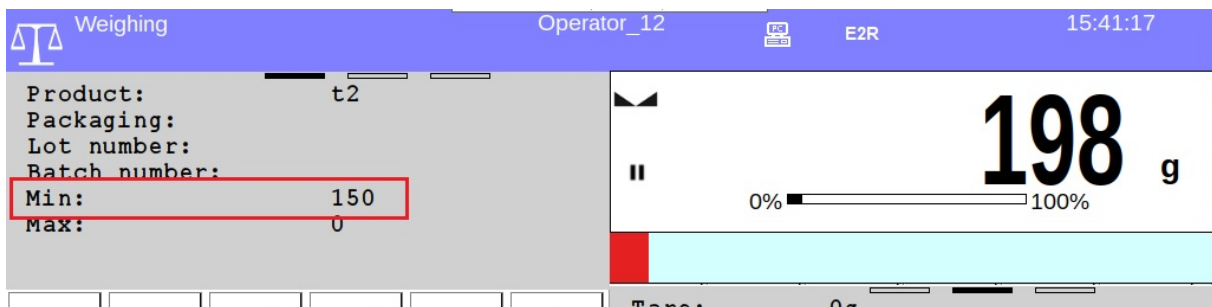 Weighing Operator_12 PC E2R 15:41:17
Product: t2
Packaging:
Lot number:
Batch number:
Min: 150
Max: 0
198 g
0% 100%
Tare: 0g